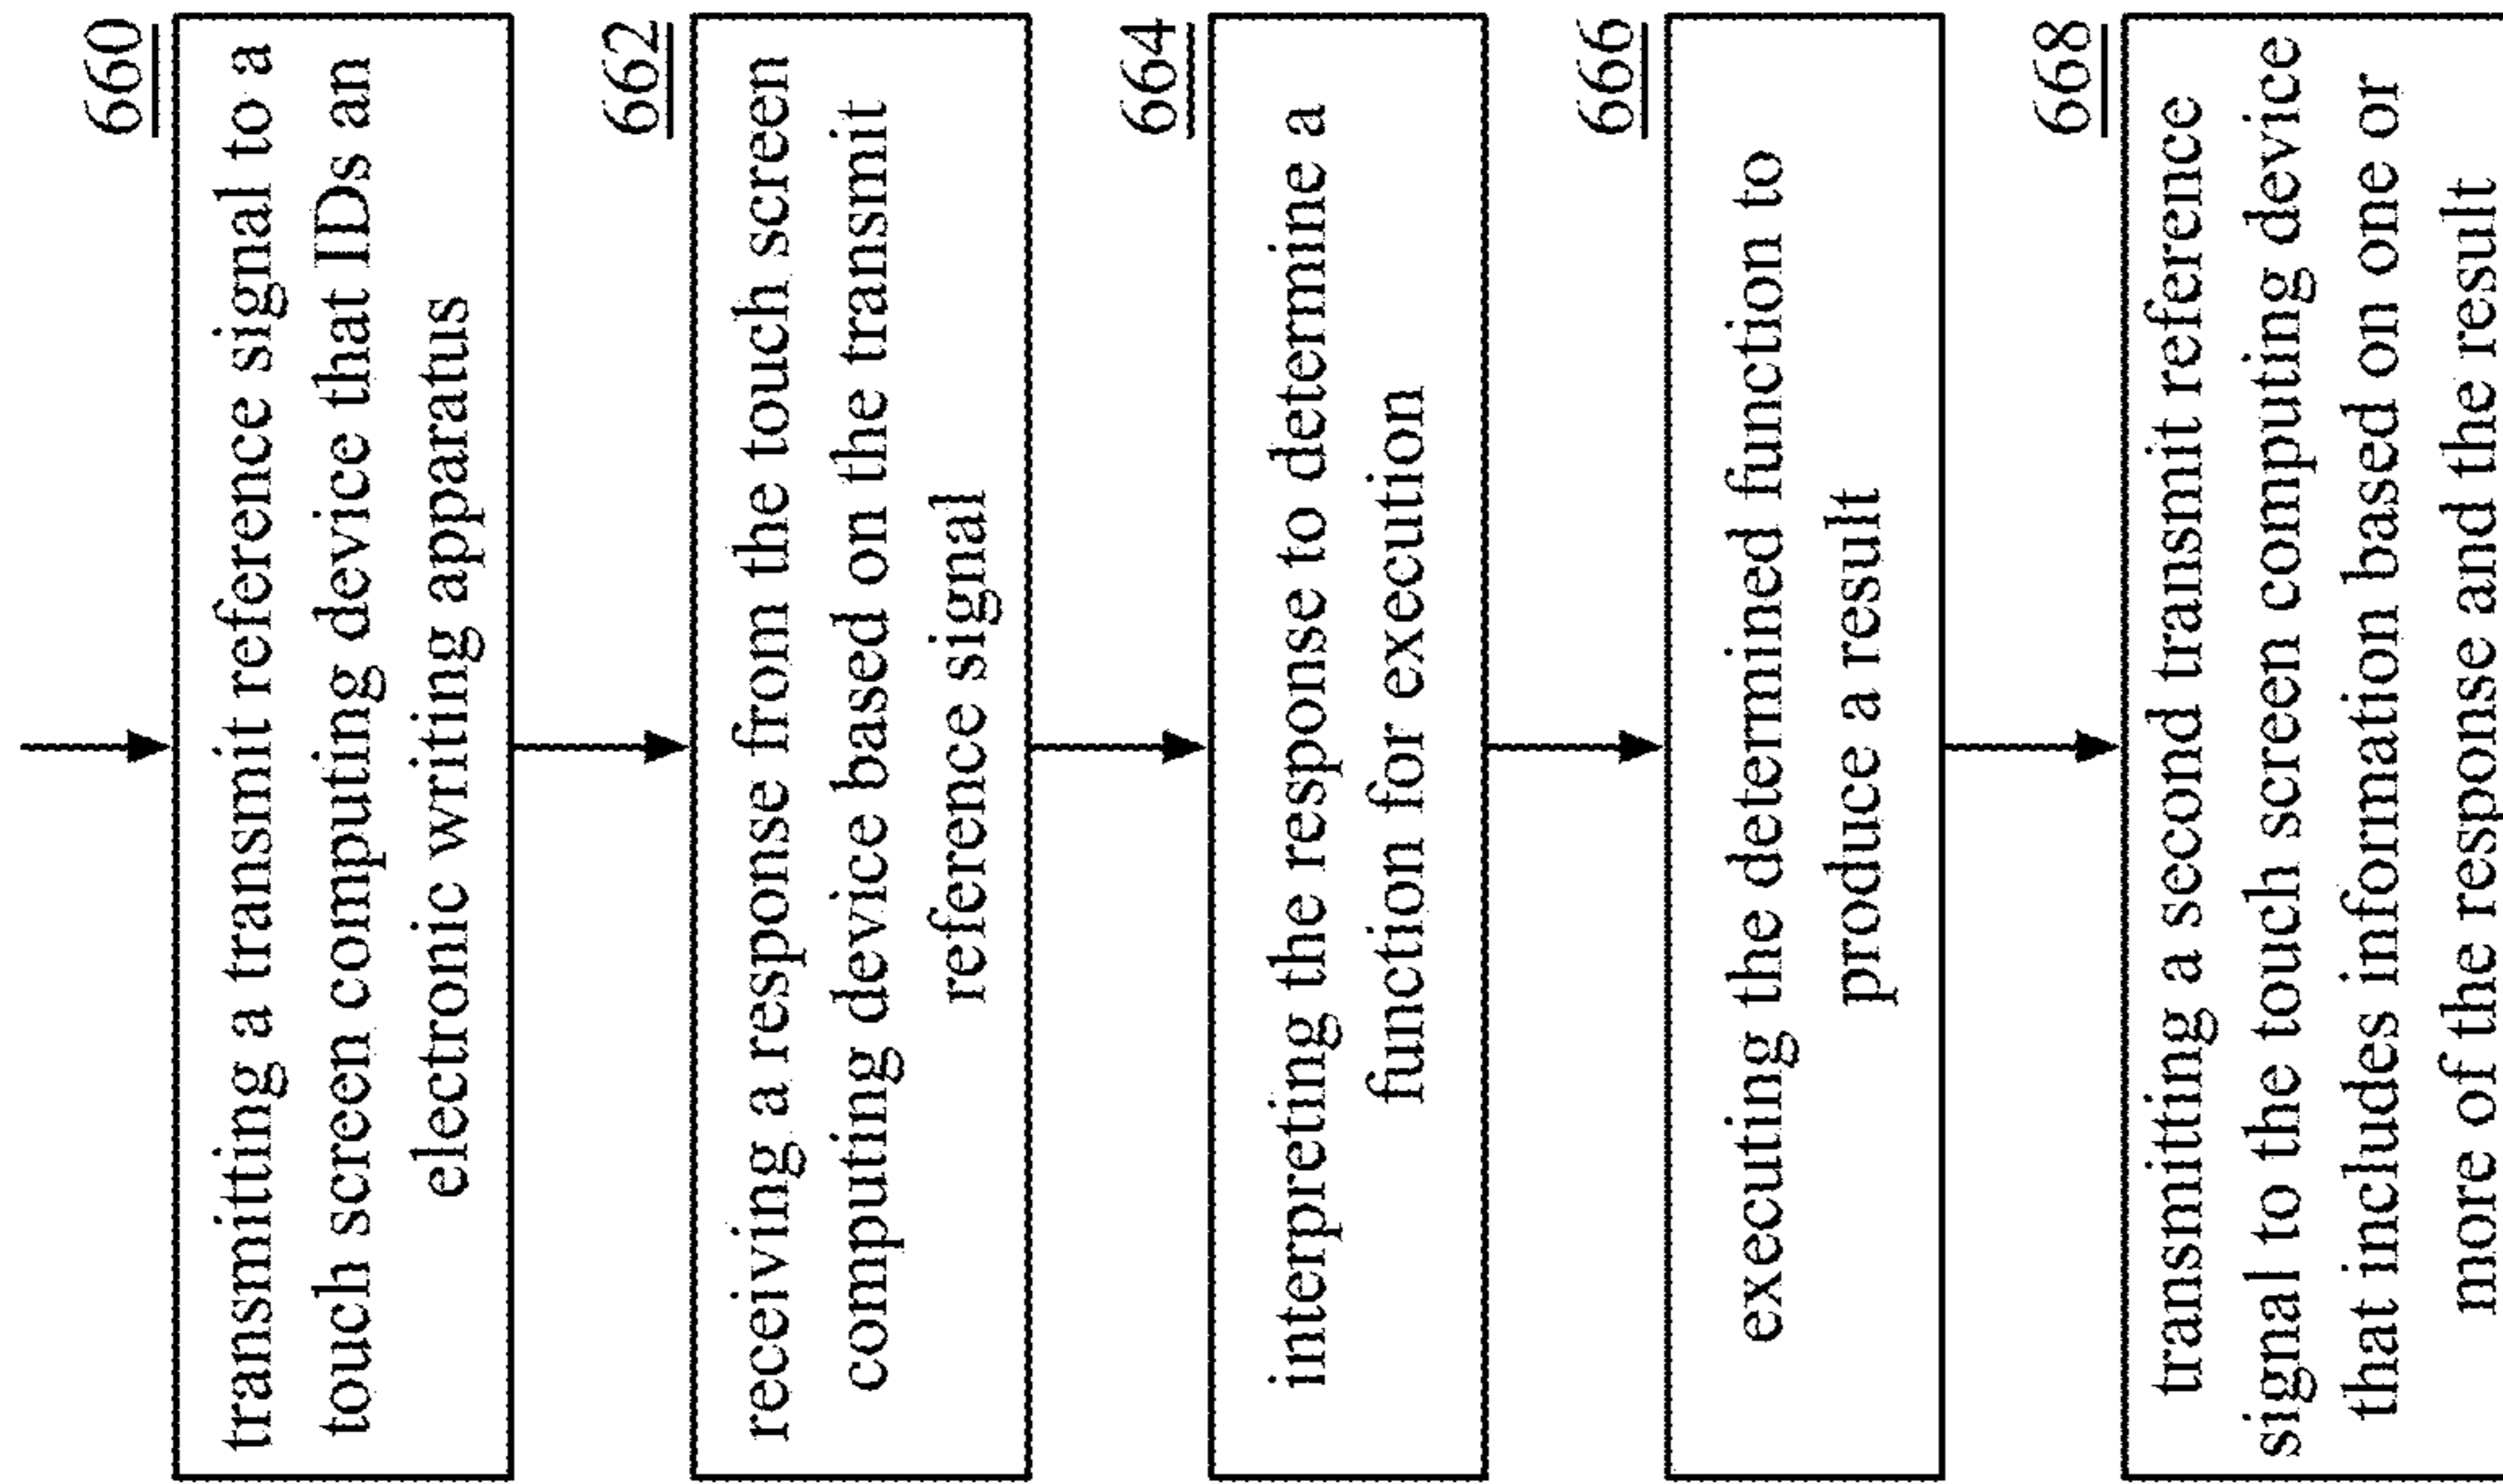 660
transmitting a transmit reference signal to a
touch screen computing device that IDs an
electronic writing apparatus
662
receiving a response from the touch screen
computing device based on the transmit
reference signal
664
interpreting the response to determine a
function for execution
666
executing the determined function to
produce a result
668
transmitting a second transmit reference
signal to the touch screen computing device
that includes information based on one or
more of the response and the result